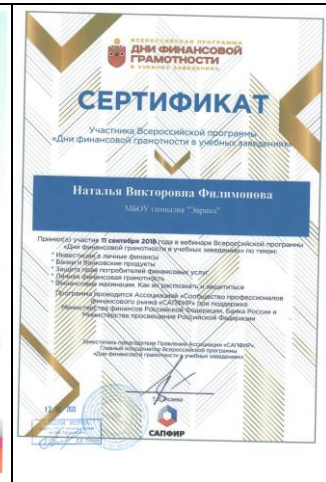 ВСЕРОССИЙСКАЯ ПРОГРАММА
ДНИ ФИНАНСОВОЙ
ГРАМОТНОСТИ
В УЧЕБНЫХ ЗАВЕДЕНИЯХ
СЕРТИФИКАТ
Участника Всероссийской программы
«Дни финансовой грамотности в учебных заведениях»
Наталья Викторовна Филимонова
МБОУ гимназия "Эврика"
Принял(а) участие 11 сентября 2018 года в вебинаре Всероссийской программы
«Дни финансовой грамотности в учебных заведениях» по темам:
* Инвестиции в личные финансы
* Банки и банковские продукты
* Защита прав потребителей финансовых услуг
* Личная финансовая грамотность
* Финансовые махинации. Как их распознать и защититься
Программа проводится Ассоциацией «Сообщество профессионалов
финансового рынка «САПФИР» при поддержке
Министерства финансов Российской Федерации, Банка России и
Министерства просвещения Российской Федерации
Заместитель председателя Правления Ассоциации «САПФИР»,
Главный координатор Всероссийской программы
«Дни финансовой грамотности в учебных заведениях»
САПФИР